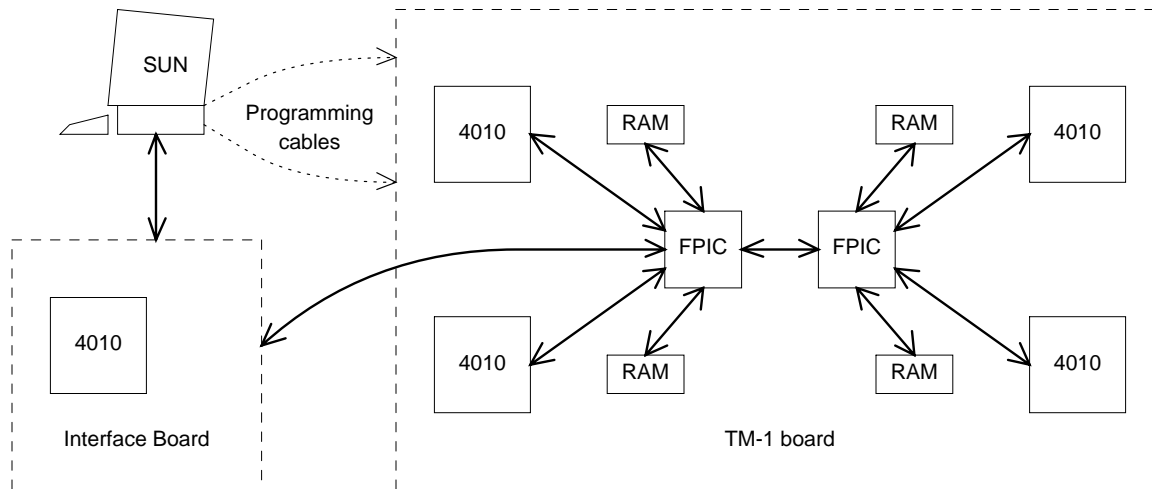 SUN
Programming
cables
4010
RAM
RAM
4010
FPIC
FPIC
4010
4010
RAM
RAM
4010
Interface Board
TM-1 board